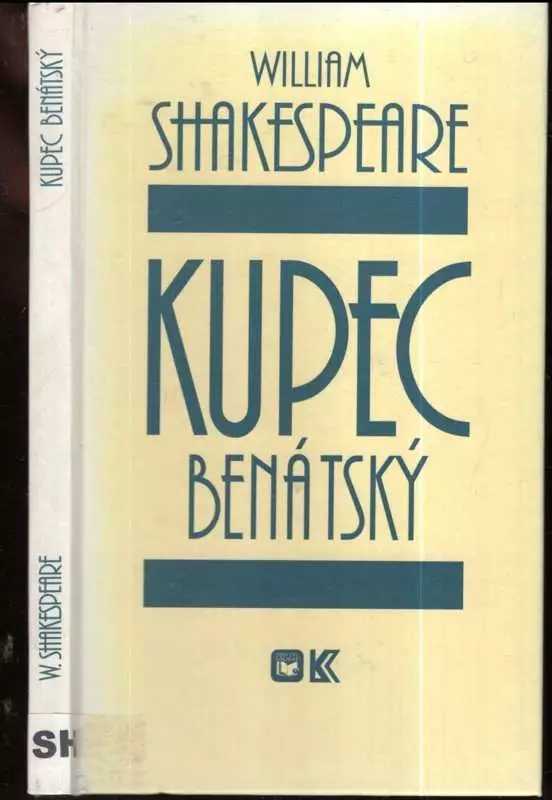 WILLIAM
SHAKESPEARE
KUPEC
BENÁTSKÝ
KUPEC BENÁTSKÝ
W. SHAKESPEARE
SH